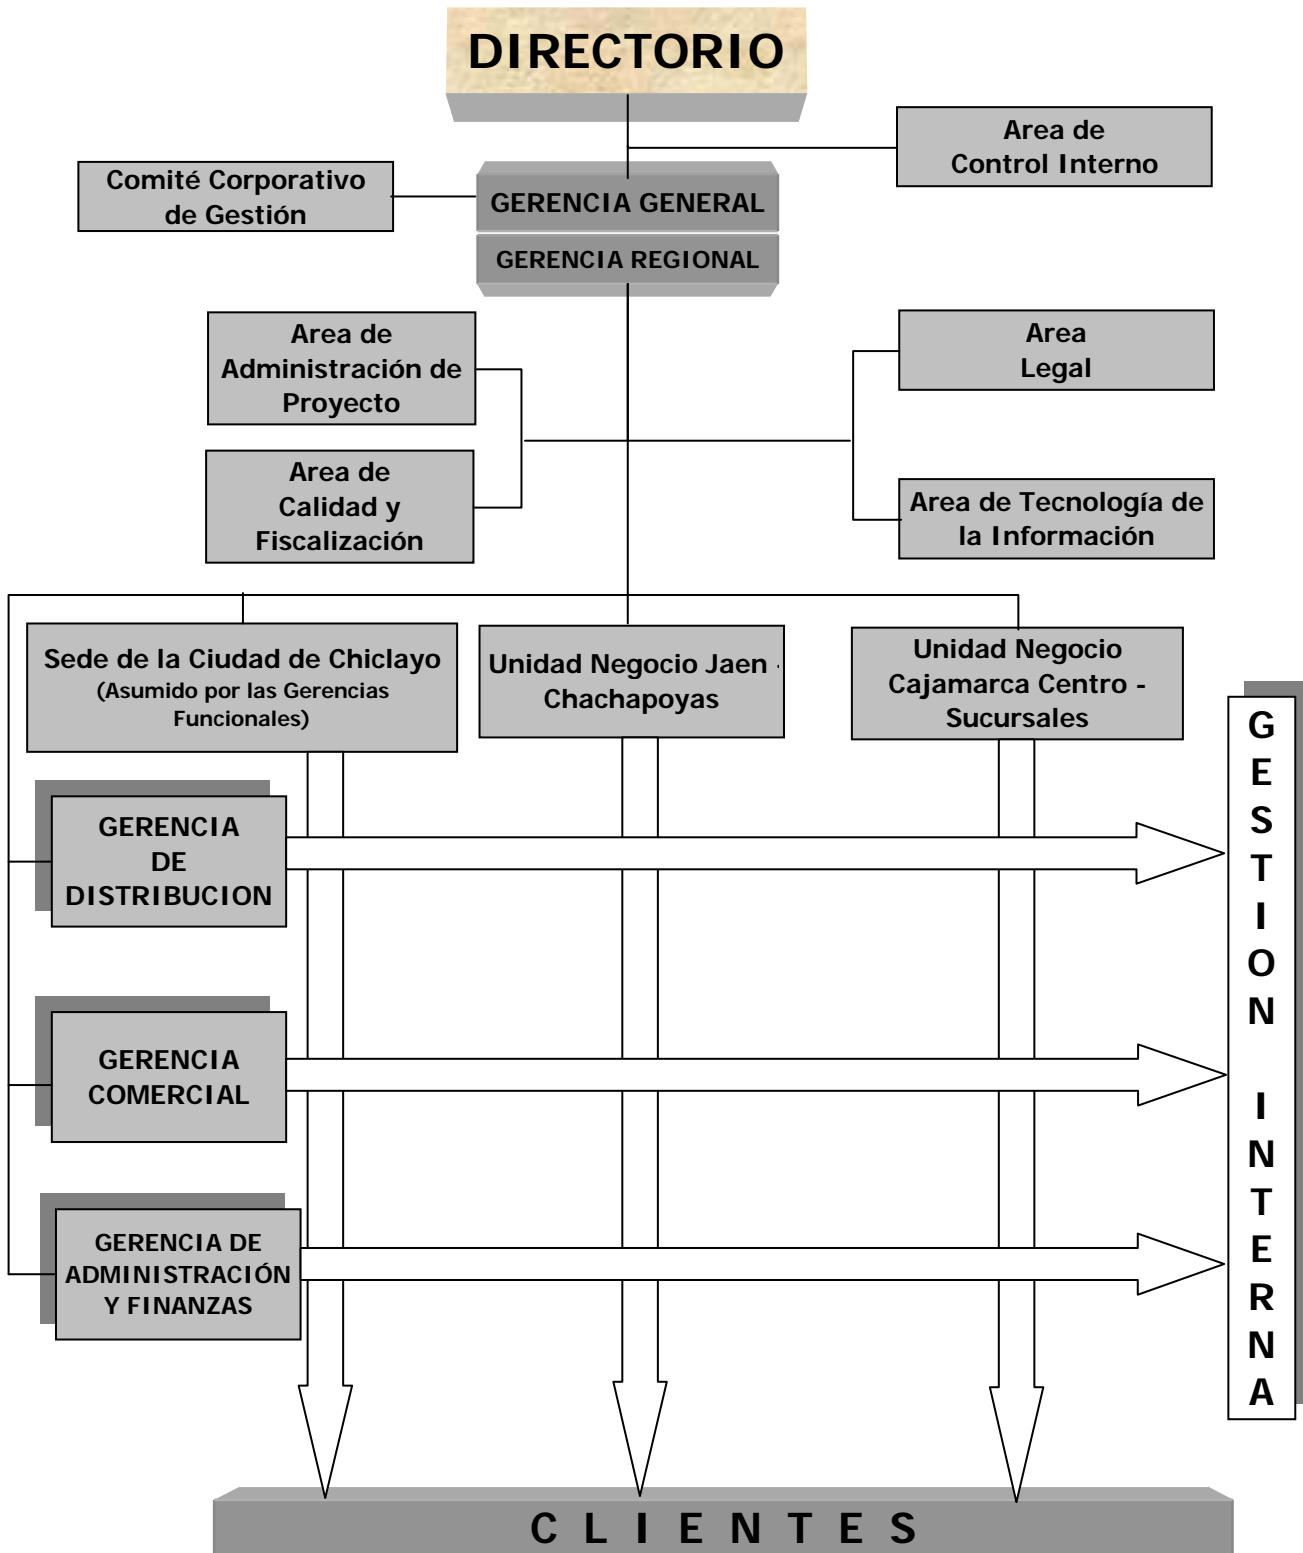 DIRECTORIO
Area de
Control Interno
Comité Corporativo
de Gestión
GERENCIA GENERAL
GERENCIA REGIONAL
Area de
Administración de
Proyecto
Area
Legal
Area de
Calidad y
Fiscalización
Area de Tecnología de
la Información
Sede de la Ciudad de Chiclayo
(Asumido por las Gerencias
Funcionales)
Unidad Negocio Jaen -
Chachapoyas
Unidad Negocio
Cajamarca Centro -
Sucursales
GERENCIA
DE
DISTRIBUCION
GERENCIA
COMERCIAL
GERENCIA DE
ADMINISTRACIÓN
Y FINANZAS
GESTION INTERNA
CLIENTES